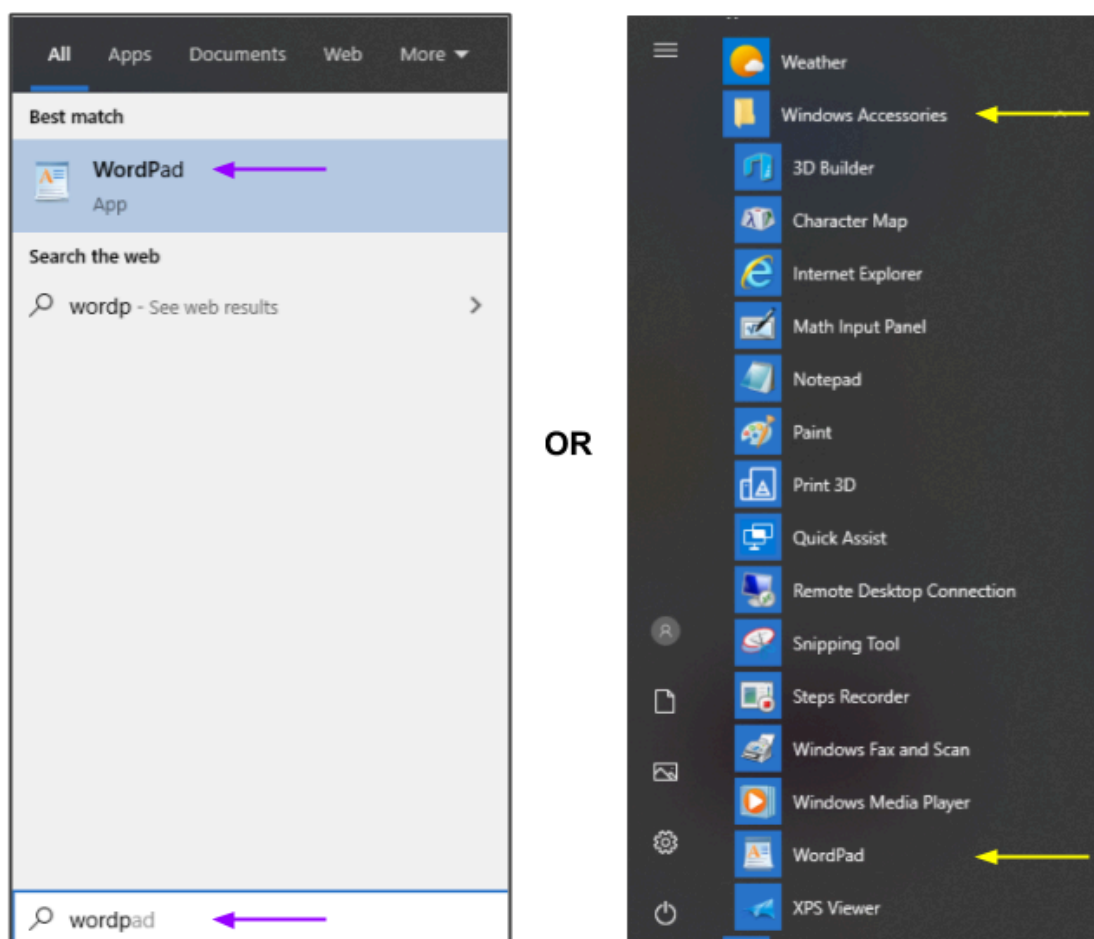 All Apps Documents Web More
Best match
WordPad
App
Search the web
wordp - See web results
wordpad
OR
Weather
Windows Accessories
3D Builder
Character Map
Internet Explorer
Math Input Panel
Notepad
Paint
Print 3D
Quick Assist
Remote Desktop Connection
Snipping Tool
Steps Recorder
Windows Fax and Scan
Windows Media Player
WordPad
XPS Viewer